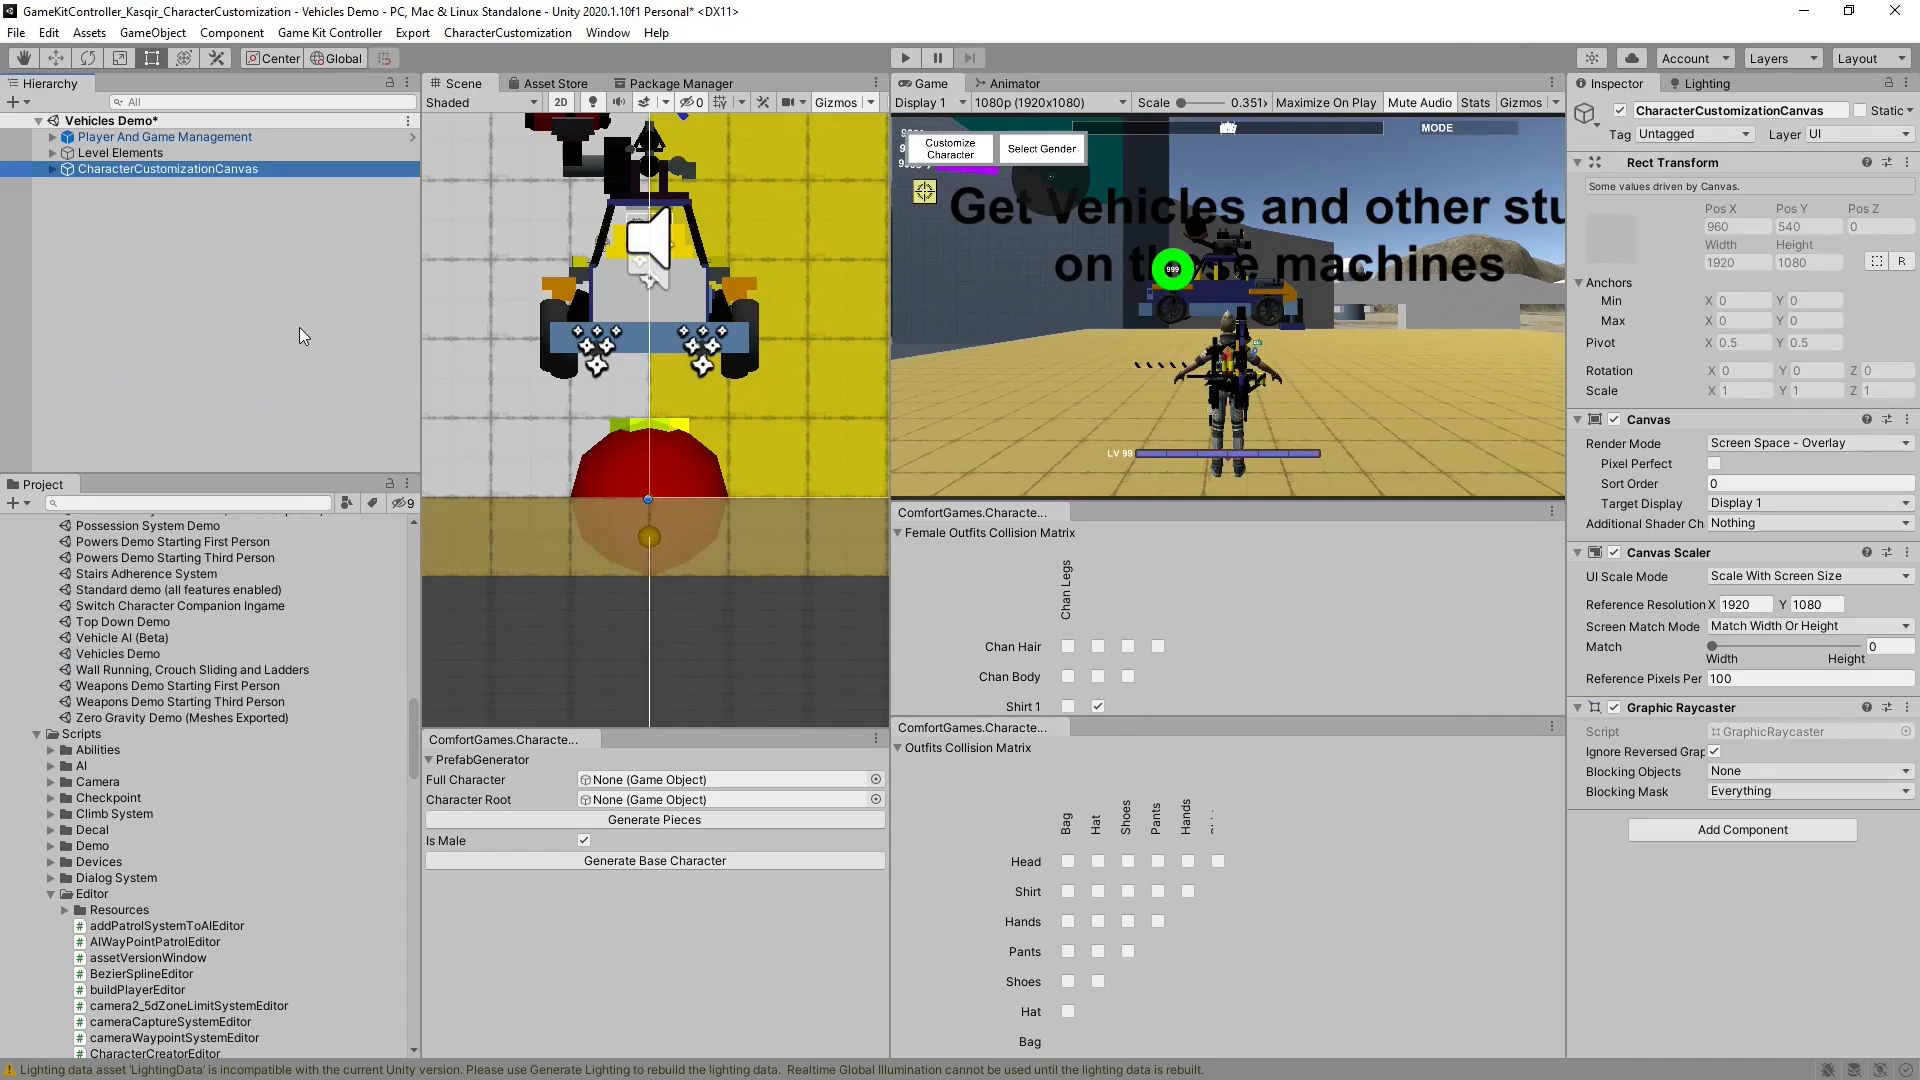 GameKitController_Kasqir_CharacterCustomization - Vehicles Demo - PC, Mac & Linux Standalone - Unity 2020.1.10f1 Personal* <DX11>
File Edit Assets GameObject Component Game Kit Controller Export CharacterCustomization Window Help
Center Global Account Layers Layout
Hierarchy
All
Vehicles Demo*
Player And Game Management
Level Elements
CharacterCustomizationCanvas
Project
9
Possession System Demo
Powers Demo Starting First Person
Powers Demo Starting Third Person
Stairs Adherence System
Standard demo (all features enabled)
Switch Character Companion Ingame
Top Down Demo
Vehicle AI (Beta)
Vehicles Demo
Wall Running, Crouch Sliding and Ladders
Weapons Demo Starting First Person
Weapons Demo Starting Third Person
Zero Gravity Demo (Meshes Exported)
Scripts
Abilities
AI
Camera
Checkpoint
Climb System
Decal
Demo
Devices
Dialog System
Editor
Resources
addPatrolSystemToAIEditor
AIWayPointPatrolEditor
assetVersionWindow
BezierSplineEditor
buildPlayerEditor
camera2_5dZoneLimitSystemEditor
cameraCaptureSystemEditor
cameraWaypointSystemEditor
CharacterCreatorEditor
Scene Asset Store Package Manager
Shaded 2D 0 Gizmos
ComfortGames.Characte...
PrefabGenerator
Full Character None (Game Object)
Character Root None (Game Object)
Generate Pieces
Is Male
Generate Base Character
Game Animator
Display 1 1080p (1920x1080) Scale 0.351x Maximize On Play Mute Audio Stats Gizmos
MODE
Customize
Character
Select Gender
Get Vehicles and other stu
on these machines
999
LV 99
ComfortGames.Characte...
Female Outfits Collision Matrix
Chan Legs
Chan Hair
Chan Body
Shirt 1
ComfortGames.Characte...
Outfits Collision Matrix
Bag Hat Shoes Pants Hands
Head
Shirt
Hands
Pants
Shoes
Hat
Bag
Inspector Lighting
CharacterCustomizationCanvas Static
Tag Untagged Layer UI
Rect Transform
Some values driven by Canvas.
Pos X Pos Y Pos Z
960 540 0
Width Height
1920 1080 R
Anchors
Min X 0 Y 0
Max X 0 Y 0
Pivot X 0.5 Y 0.5
Rotation X 0 Y 0 Z 0
Scale X 1 Y 1 Z 1
Canvas
Render Mode Screen Space - Overlay
Pixel Perfect
Sort Order 0
Target Display Display 1
Additional Shader Ch Nothing
Canvas Scaler
UI Scale Mode Scale With Screen Size
Reference Resolution X 1920 Y 1080
Screen Match Mode Match Width Or Height
Match 0
Width Height
Reference Pixels Per 100
Graphic Raycaster
Script GraphicRaycaster
Ignore Reversed Grap
Blocking Objects None
Blocking Mask Everything
Add Component
Lighting data asset 'LightingData' is incompatible with the current Unity version. Please use Generate Lighting to rebuild the lighting data. Realtime Global Illumination cannot be used until the lighting data is rebuilt.